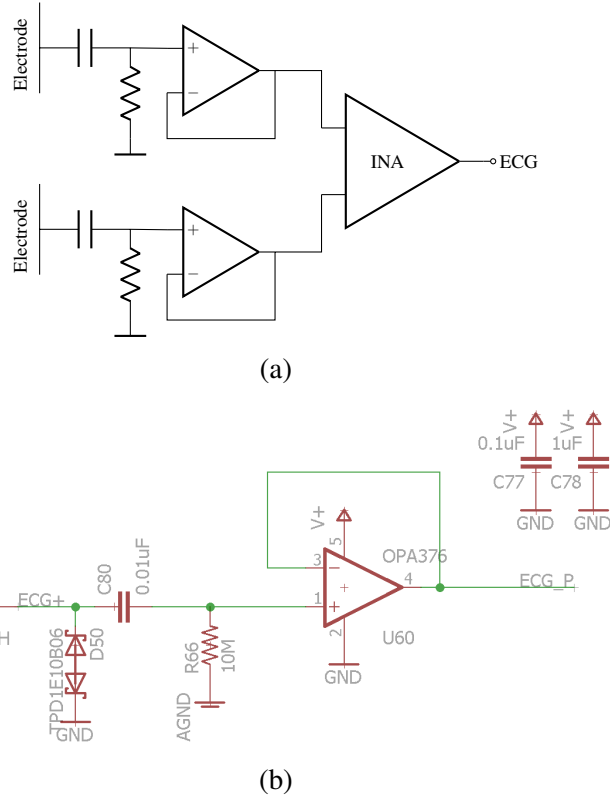 Electrode
+
−
INA
ECG
Electrode
+
−
(a)
V+
V+
0.1uF
1uF
C77
C78
GND
GND
V+
5
OPA376
3
−
4
ECG_P
1
+
2
U60
GND
ECG+
C80
0.01uF
TPD1E10B06
D50
GND
R66
10M
AGND
(b)